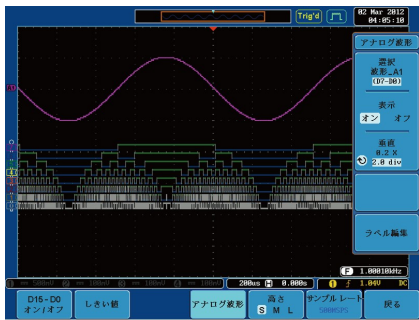 Trig'd
02 Mar 2012
04:05:10
アナログ波形
選択
波形_A1
(D7-D0)
表示
オン オフ
垂直
0.2 X
2.0 div
ラベル編集
F 1.00010kHz
200us H 0.000s
1 f 1.04V DC
D15-D0
オン/オフ
しきい値
アナログ波形
高さ
S M L
サンプル レート
500MSPS
戻る